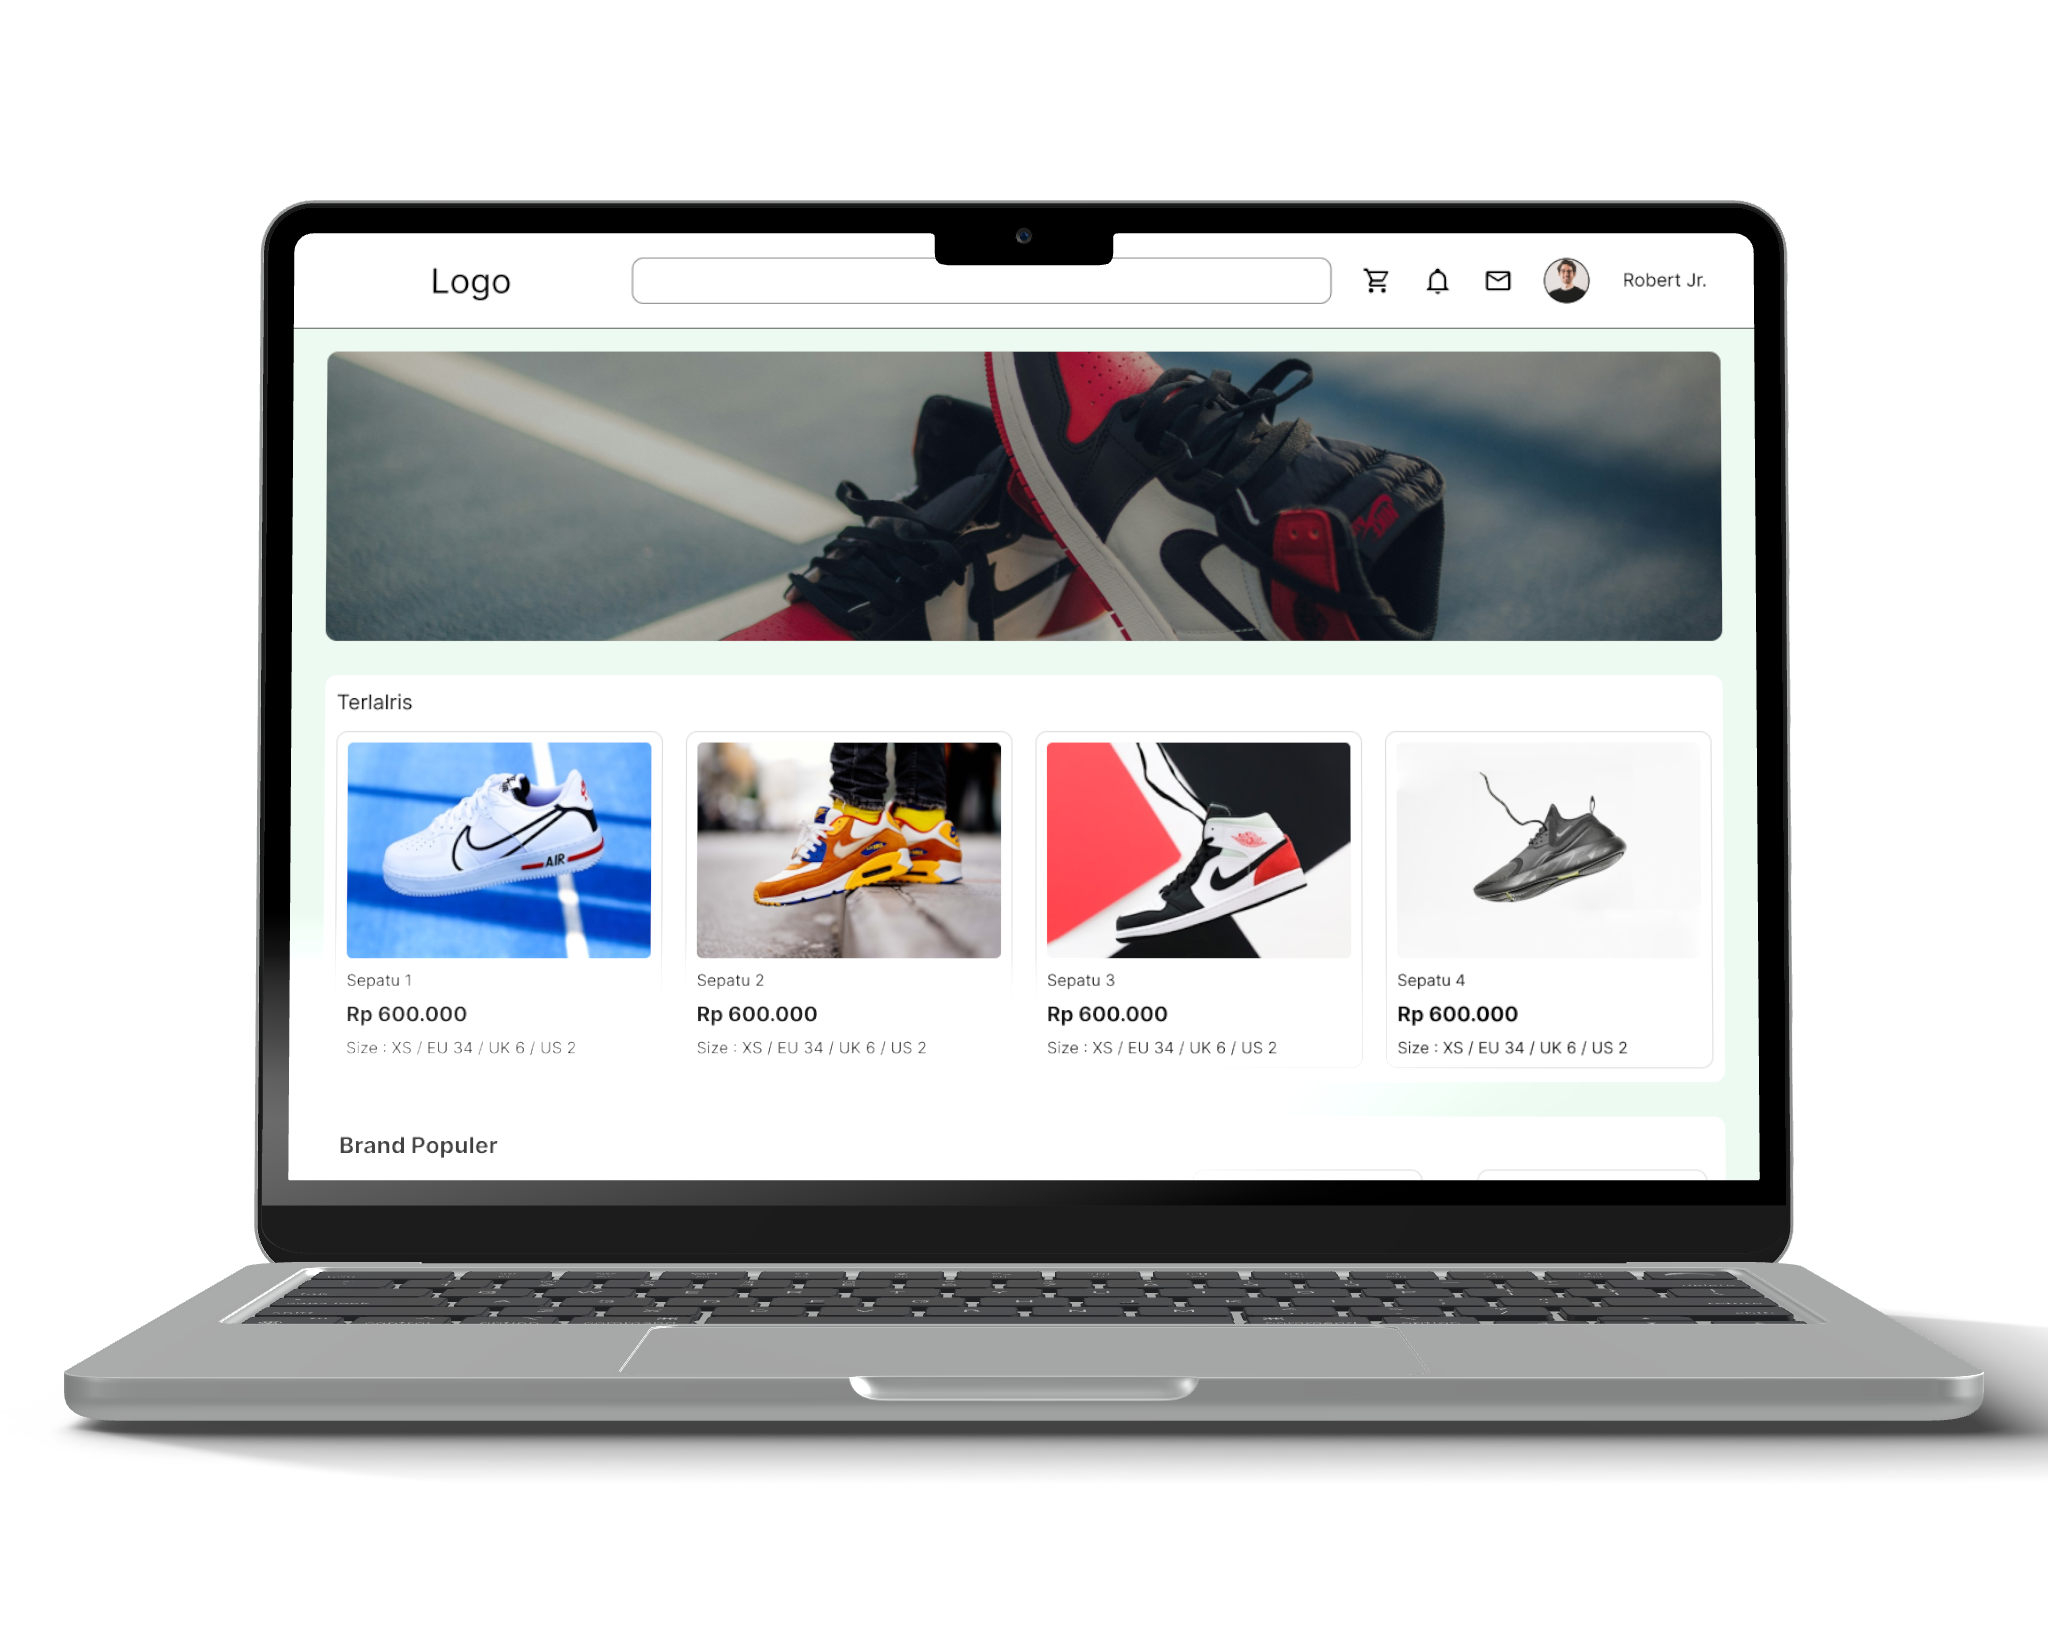 Logo
Robert Jr.
Terlalris
AIR
Sepatu 1
Sepatu 2
Sepatu 3
Sepatu 4
Rp 600.000
Rp 600.000
Rp 600.000
Rp 600.000
Size : XS / EU 34 / UK 6 / US 2
Size : XS / EU 34 / UK 6 / US 2
Size : XS / EU 34 / UK 6 / US 2
Size : XS / EU 34 / UK 6 / US 2
Brand Populer